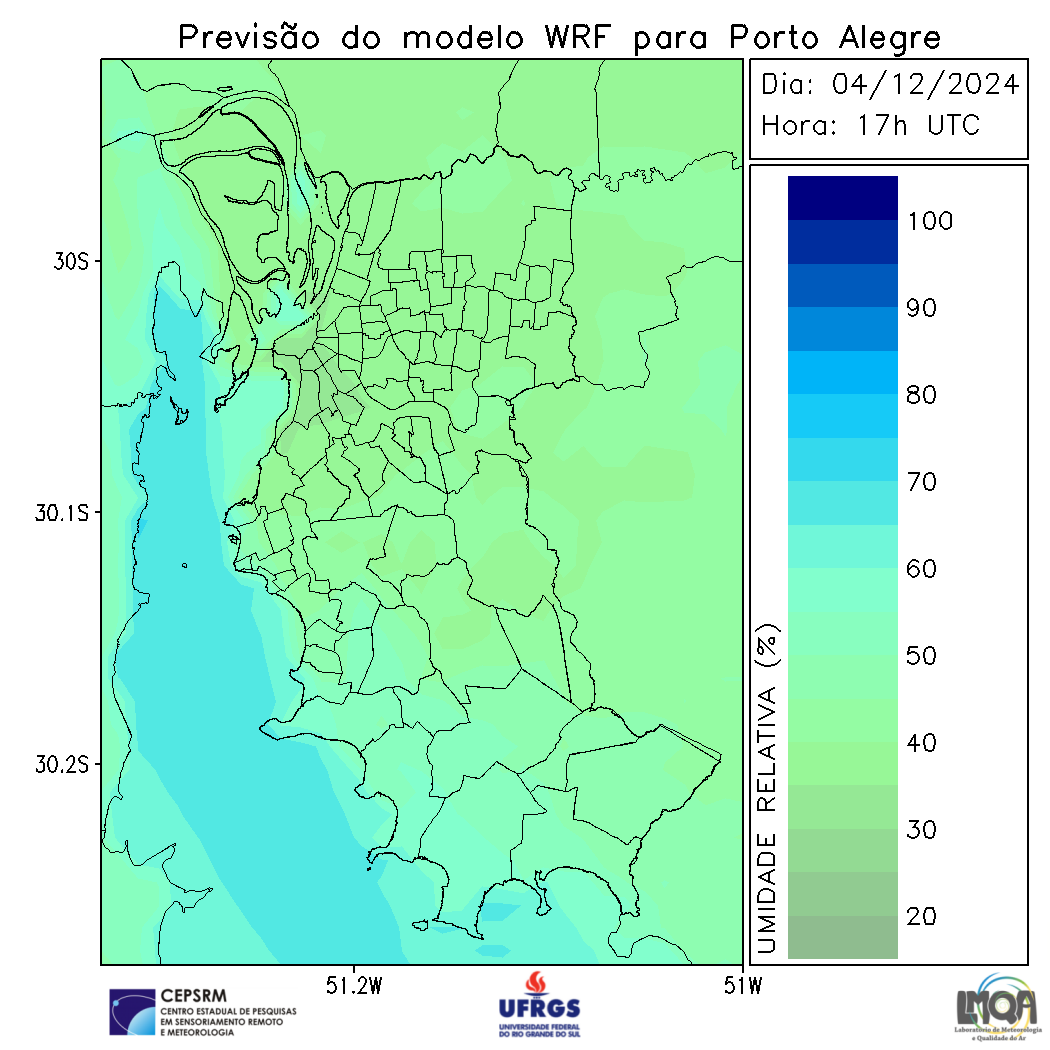 Previsão do modelo WRF para Porto Alegre
Dia: 04/12/2024
Hora: 17h UTC
30S
30.1S
30.2S
51.2W
51W
UMIDADE RELATIVA (%)
100
90
80
70
60
50
40
30
20
CEPSRM
CENTRO ESTADUAL DE PESQUISAS
EM SENSORIAMENTO REMOTO
E METEOROLOGIA
UFRGS
UNIVERSIDADE FEDERAL
DO RIO GRANDE DO SUL
LMQA
Laboratório de Meteorologia
e Qualidade do Ar